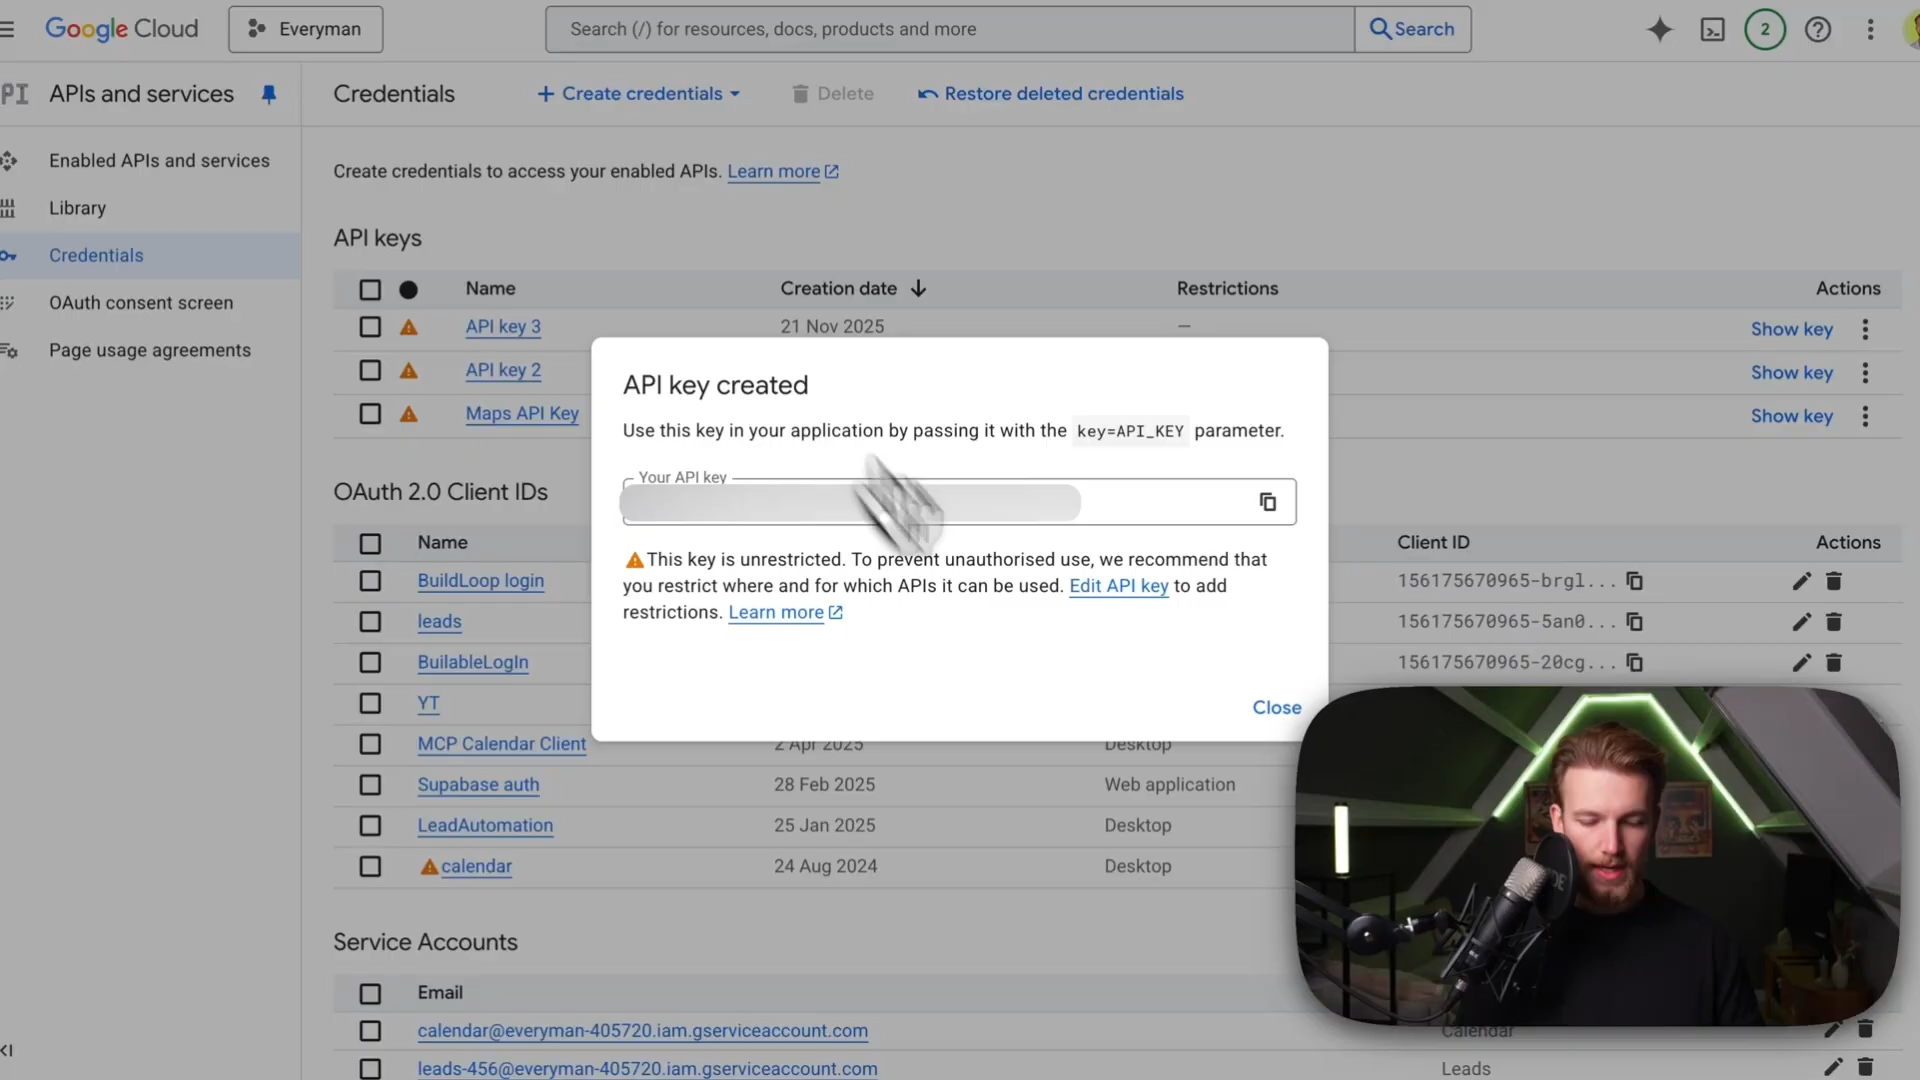 Google Cloud
Everyman
Search (/) for resources, docs, products and more
Search
2
PI
APIs and services
Credentials
Create credentials
Delete
Restore deleted credentials
Enabled APIs and services
Library
Credentials
OAuth consent screen
Page usage agreements
Create credentials to access your enabled APIs. Learn more
API keys
Name
Creation date
Restrictions
Actions
API key 3
21 Nov 2025
—
Show key
API key 2
Show key
Maps API Key
Show key
API key created
Use this key in your application by passing it with the key=API_KEY parameter.
Your API key
This key is unrestricted. To prevent unauthorised use, we recommend that
you restrict where and for which APIs it can be used. Edit API key to add
restrictions. Learn more
Close
OAuth 2.0 Client IDs
Name
Client ID
Actions
BuildLoop login
156175670965-brgl...
leads
156175670965-5an0...
BuilableLogIn
156175670965-20cg...
YT
MCP Calendar Client
2 Apr 2025
Desktop
Supabase auth
28 Feb 2025
Web application
LeadAutomation
25 Jan 2025
Desktop
calendar
24 Aug 2024
Desktop
Service Accounts
Email
calendar@everyman-405720.iam.gserviceaccount.com
Calendar
leads-456@everyman-405720.iam.gserviceaccount.com
Leads